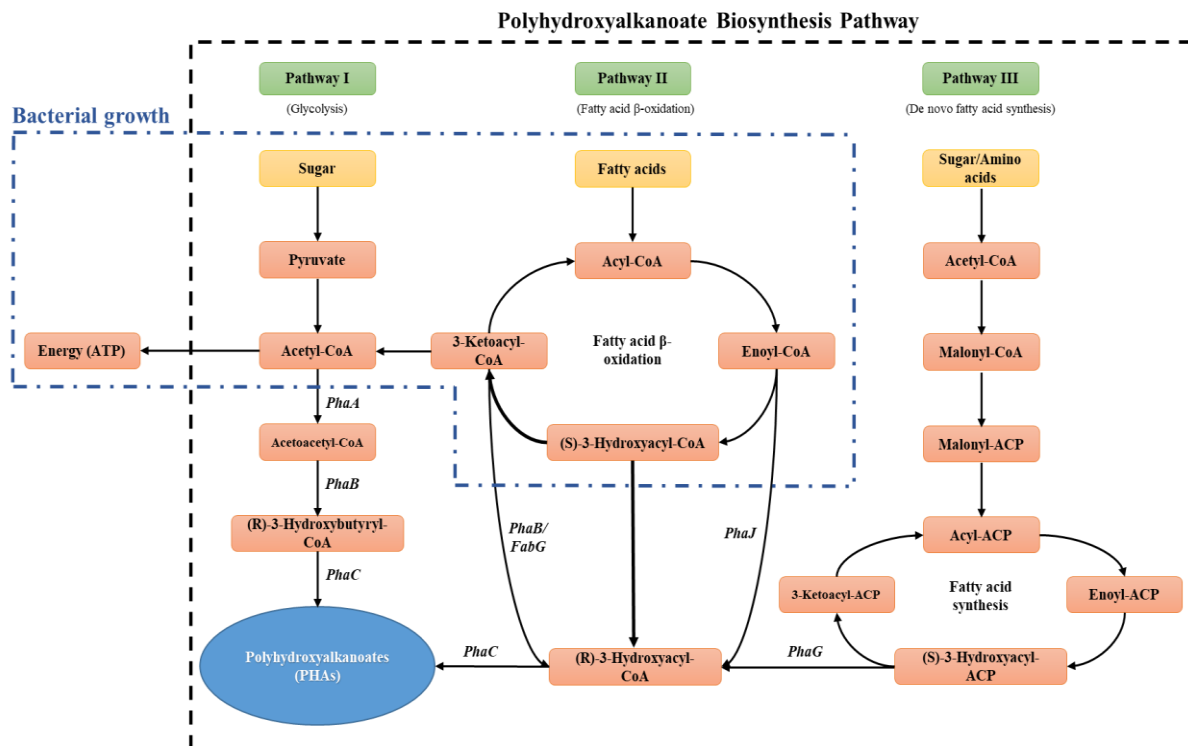 Polyhydroxyalkanoate Biosynthesis Pathway
Pathway I
(Glycolysis)
Pathway II
(Fatty acid β-oxidation)
Pathway III
(De novo fatty acid synthesis)
Bacterial growth
Sugar
Fatty acids
Sugar/Amino
acids
Pyruvate
Acyl-CoA
Acetyl-CoA
Energy (ATP)
Acetyl-CoA
3-Ketoacyl-
CoA
Fatty acid β-
oxidation
Enoyl-CoA
Malonyl-CoA
PhaA
Acetoacetyl-CoA
(S)-3-Hydroxyacyl-CoA
Malonyl-ACP
PhaB
(R)-3-Hydroxybutyryl-
CoA
PhaB/
FabG
PhaJ
Acyl-ACP
PhaC
3-Ketoacyl-ACP
Fatty acid
synthesis
Enoyl-ACP
Polyhydroxyalkanoates
(PHAs)
PhaC
(R)-3-Hydroxyacyl-
CoA
PhaG
(S)-3-Hydroxyacyl-
ACP